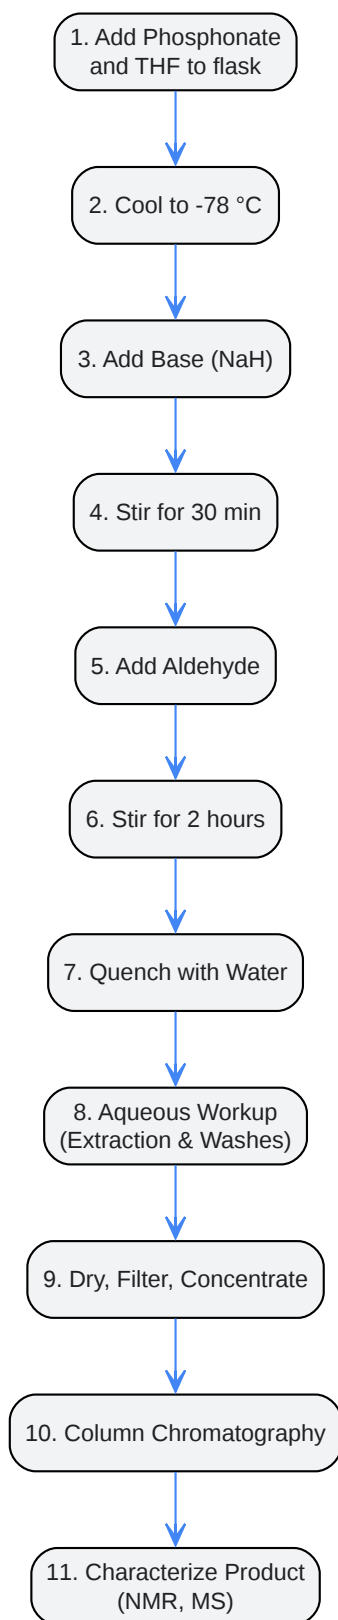 1. Add Phosphonate
and THF to flask
2. Cool to -78 °C
3. Add Base (NaH)
4. Stir for 30 min
5. Add Aldehyde
6. Stir for 2 hours
7. Quench with Water
8. Aqueous Workup
(Extraction & Washes)
9. Dry, Filter, Concentrate
10. Column Chromatography
11. Characterize Product
(NMR, MS)